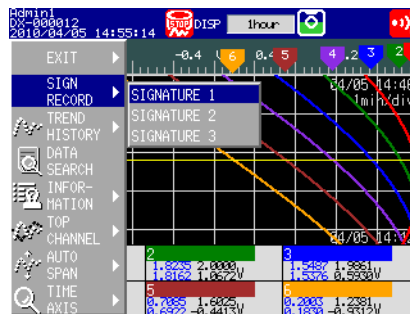 Admin1
DX-000012
2010/04/05 14:55:14
STOP
DISP
1hour
EXIT
-0.4
6
0.4
5
4
.2
3
2
SIGN
RECORD
SIGNATURE 1
SIGNATURE 2
SIGNATURE 3
04/05 14:4
1min/div
TREND
HISTORY
DATA
SEARCH
INFOR-
MATION
TOP
CHANNEL
04/05 14:
AUTO
SPAN
2
1.8235 2.0000
1.8162 1.0672V
3
1.5487 1.9861
1.5376 0.5930V
TIME
AXIS
5
0.7085 1.6025
0.6922 -0.4413V
6
0.2003 1.2381
0.1830 -0.9312V